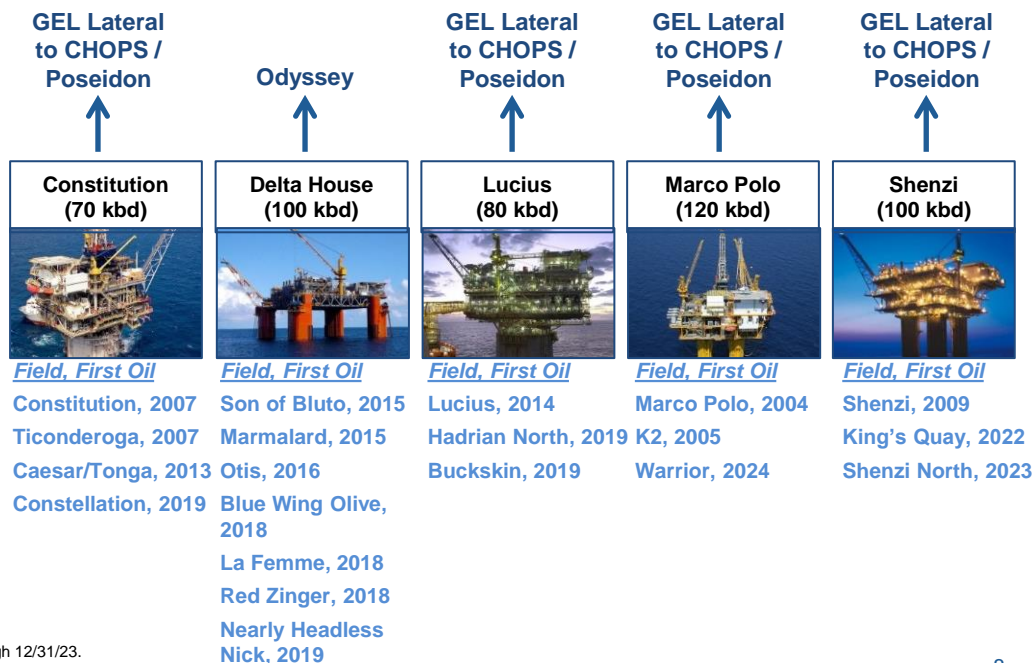 GEL Lateral
to CHOPS /
Poseidon
Odyssey
GEL Lateral
to CHOPS /
Poseidon
GEL Lateral
to CHOPS /
Poseidon
GEL Lateral
to CHOPS /
Poseidon
Constitution
(70 kbd)
Delta House
(100 kbd)
Lucius
(80 kbd)
Marco Polo
(120 kbd)
Shenzi
(100 kbd)
Field, First Oil
Constitution, 2007
Ticonderoga, 2007
Caesar/Tonga, 2013
Constellation, 2019
Field, First Oil
Son of Bluto, 2015
Marmalard, 2015
Otis, 2016
Blue Wing Olive,
2018
La Femme, 2018
Red Zinger, 2018
Nearly Headless
Nick, 2019
Field, First Oil
Lucius, 2014
Hadrian North, 2019
Buckskin, 2019
Field, First Oil
Marco Polo, 2004
K2, 2005
Warrior, 2024
Field, First Oil
Shenzi, 2009
King's Quay, 2022
Shenzi North, 2023
gh 12/31/23.